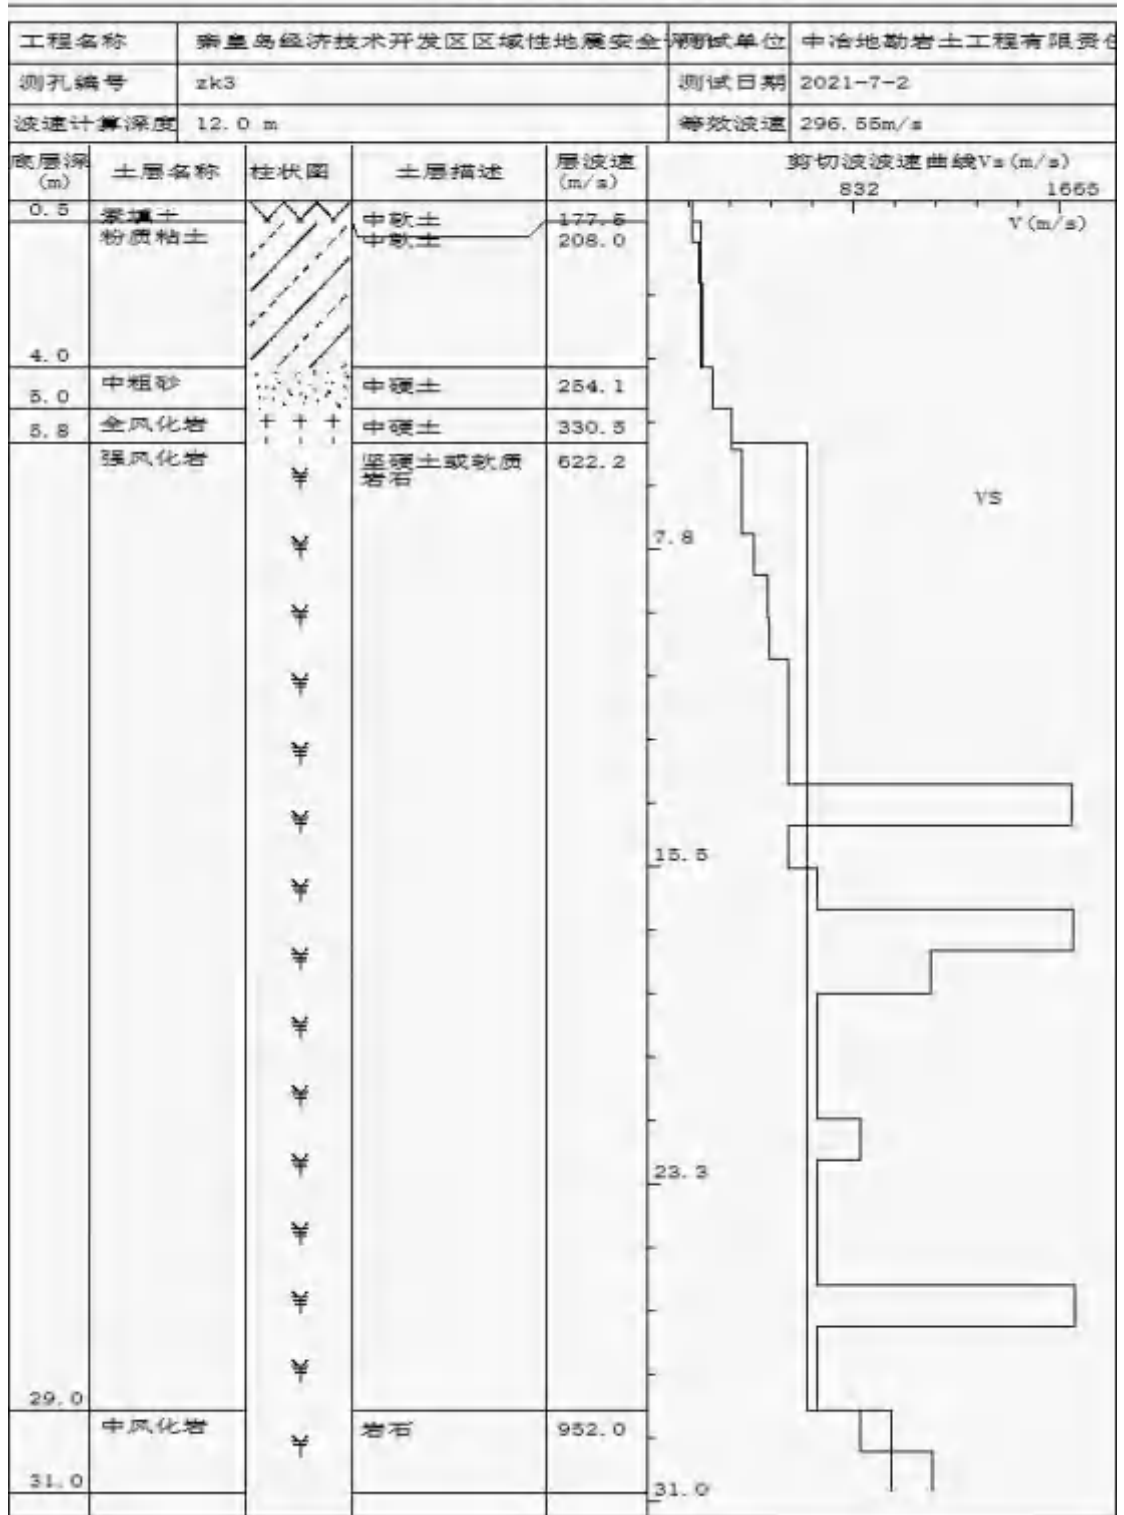 工程名称 秦皇岛经济技术开发区区域性地震安全 测试单位 中冶地勘岩土工程有限责任
测孔编号 zk3 测试日期 2021-7-2
波速计算深度 12.0 m 等效波速 296.55m/s
底层深(m) 土层名称 柱状图 土层描述 层波速(m/s) 剪切波波速曲线Vs(m/s)
832 1665
V(m/s)
0.5 素填土 中软土 177.5
粉质粘土 中软土 208.0
4.0
中粗砂 中硬土 254.1
5.0
全风化岩 中硬土 330.5
5.8
强风化岩 坚硬土或软质 622.2
岩石
VS
7.8
15.5
23.3
29.0
中风化岩 岩石 952.0
31.0
31.0